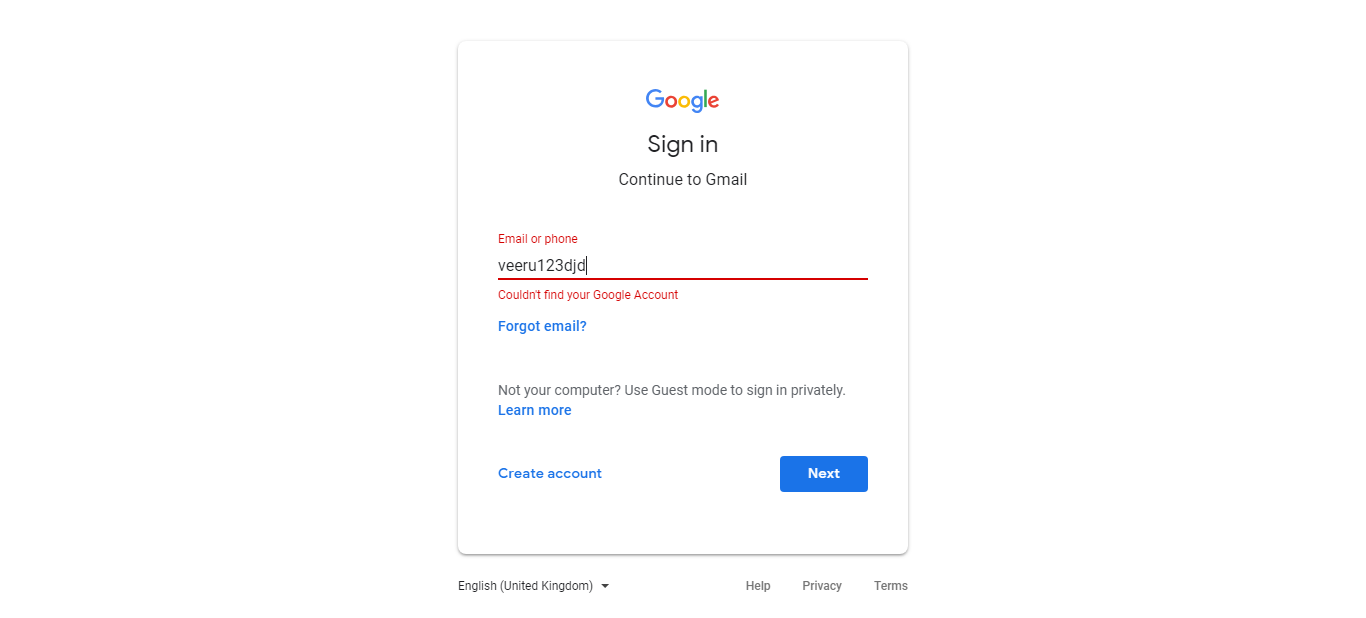 Google
Sign in
Continue to Gmail
Email or phone
veeru123djd
Couldn't find your Google Account
Forgot email?
Not your computer? Use Guest mode to sign in privately.
Learn more
Create account
Next
English (United Kingdom)
Help
Privacy
Terms